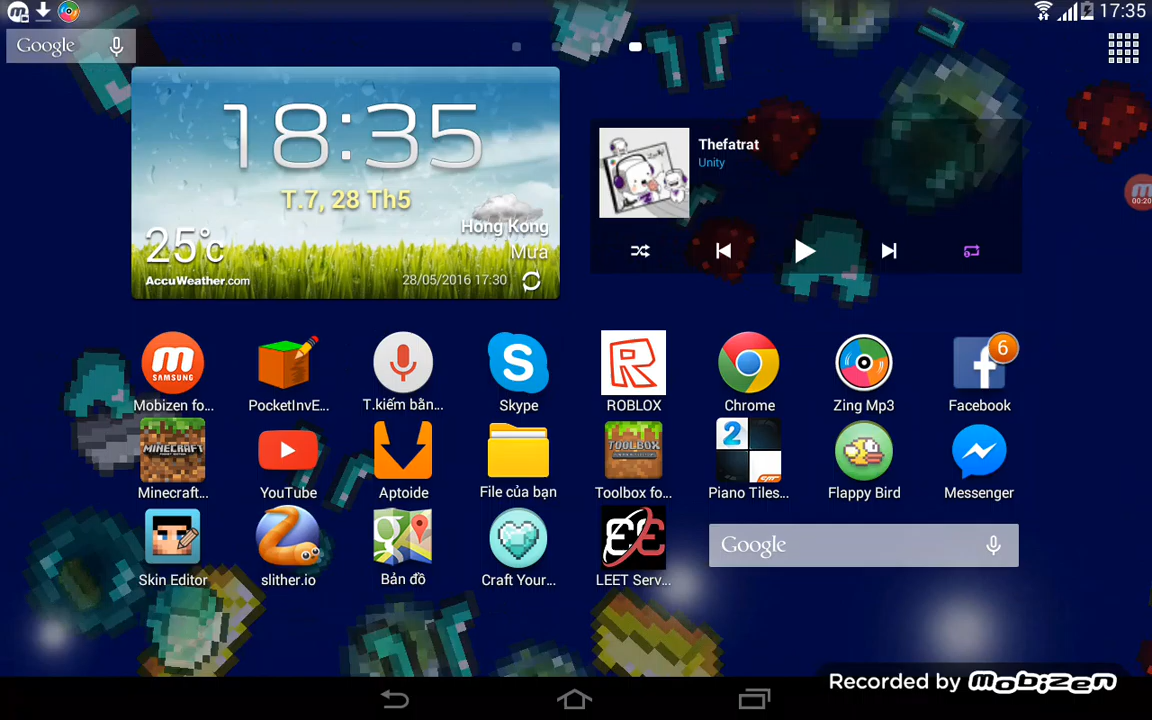 17:35
Google
18:35
T.7, 28 Th5
25°c
Hong Kong
Mưa
AccuWeather.com
28/05/2016 17:30
Thefatrat
Unity
00:20
SAMSUNG
Mobizen fo...
PocketInvE...
T.kiếm bằn...
Skype
ROBLOX
Chrome
Zing Mp3
6
Facebook
MINECRAFT
Minecraft...
YouTube
Aptoide
File của bạn
TOOLBOX
Toolbox fo...
2
Piano Tiles...
Flappy Bird
Messenger
Skin Editor
slither.io
Bản đồ
Craft Your...
LEET Serv...
Google
Recorded by mobizen